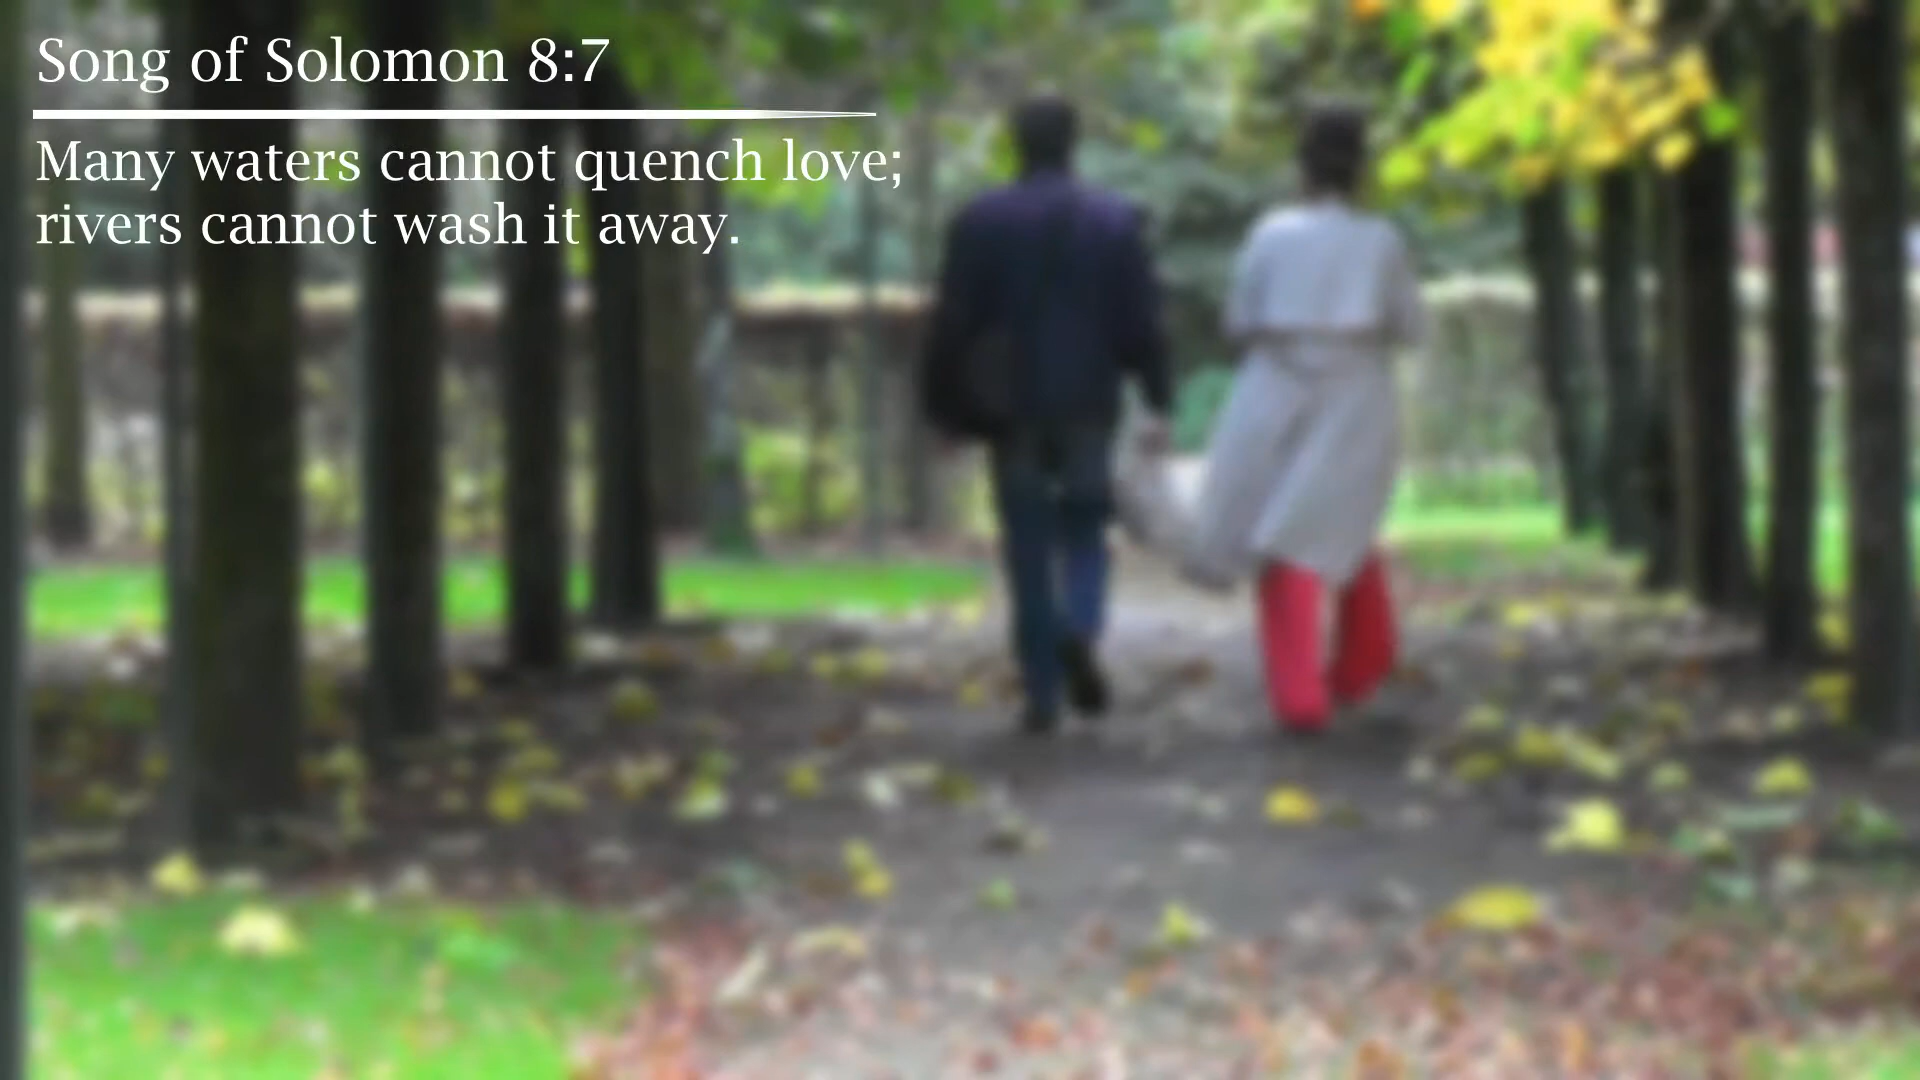 Song of Solomon 8:7
Many waters cannot quench love;
rivers cannot wash it away.